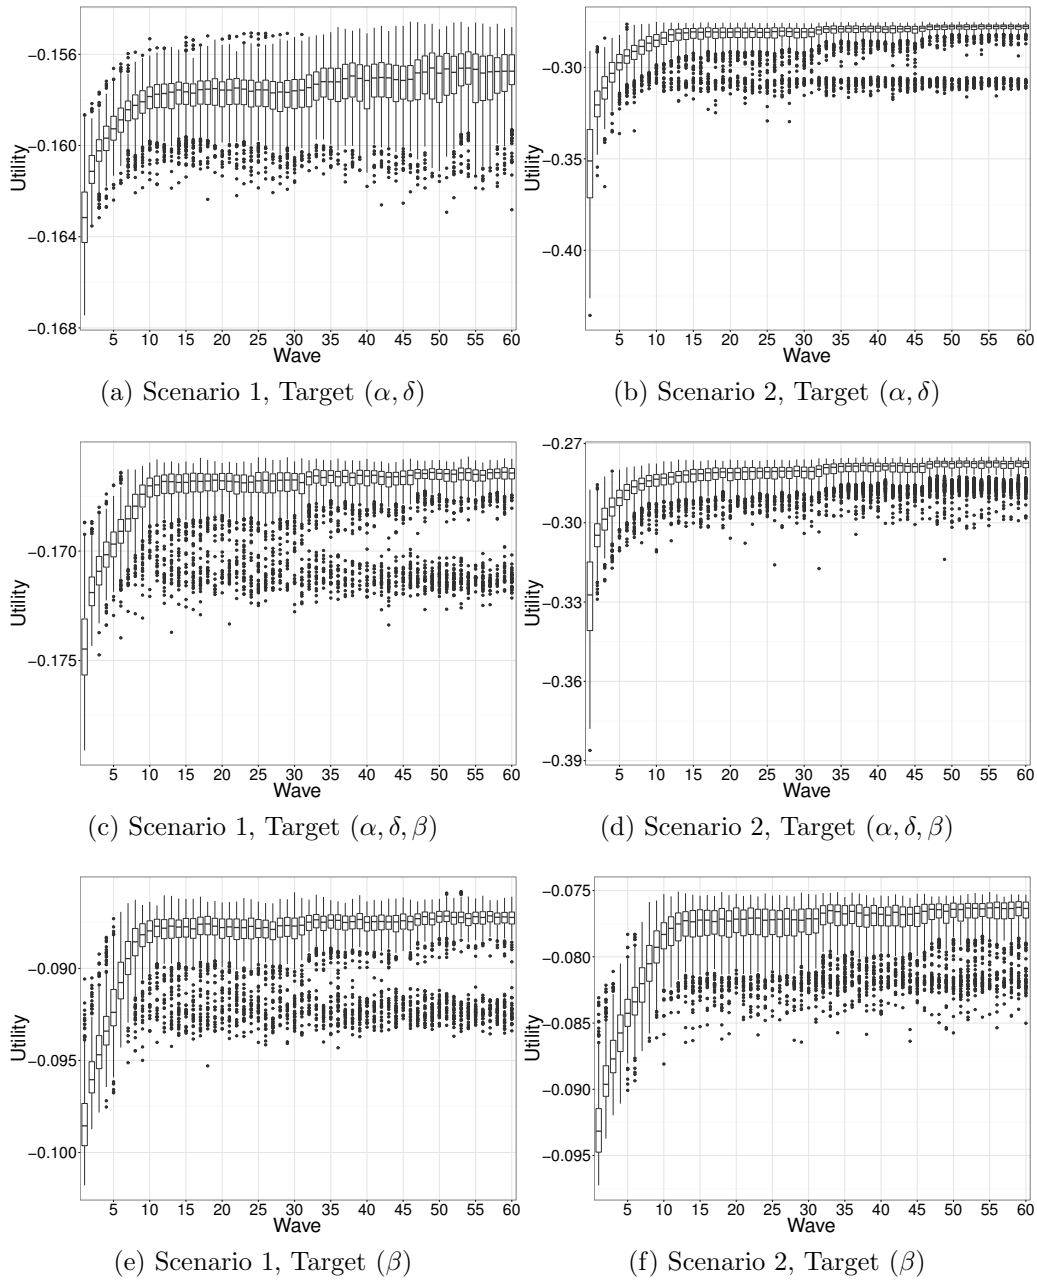 Utility
−0.156
−0.160
−0.164
−0.168
5 10 15 20 25 30 35 40 45 50 55 60
Wave
(a) Scenario 1, Target (α, δ)
Utility
−0.30
−0.35
−0.40
5 10 15 20 25 30 35 40 45 50 55 60
Wave
(b) Scenario 2, Target (α, δ)
Utility
−0.170
−0.175
5 10 15 20 25 30 35 40 45 50 55 60
Wave
(c) Scenario 1, Target (α, δ, β)
Utility
−0.27
−0.30
−0.33
−0.36
−0.39
5 10 15 20 25 30 35 40 45 50 55 60
Wave
(d) Scenario 2, Target (α, δ, β)
Utility
−0.090
−0.095
−0.100
5 10 15 20 25 30 35 40 45 50 55 60
Wave
(e) Scenario 1, Target (β)
Utility
−0.075
−0.080
−0.085
−0.090
−0.095
5 10 15 20 25 30 35 40 45 50 55 60
Wave
(f) Scenario 2, Target (β)